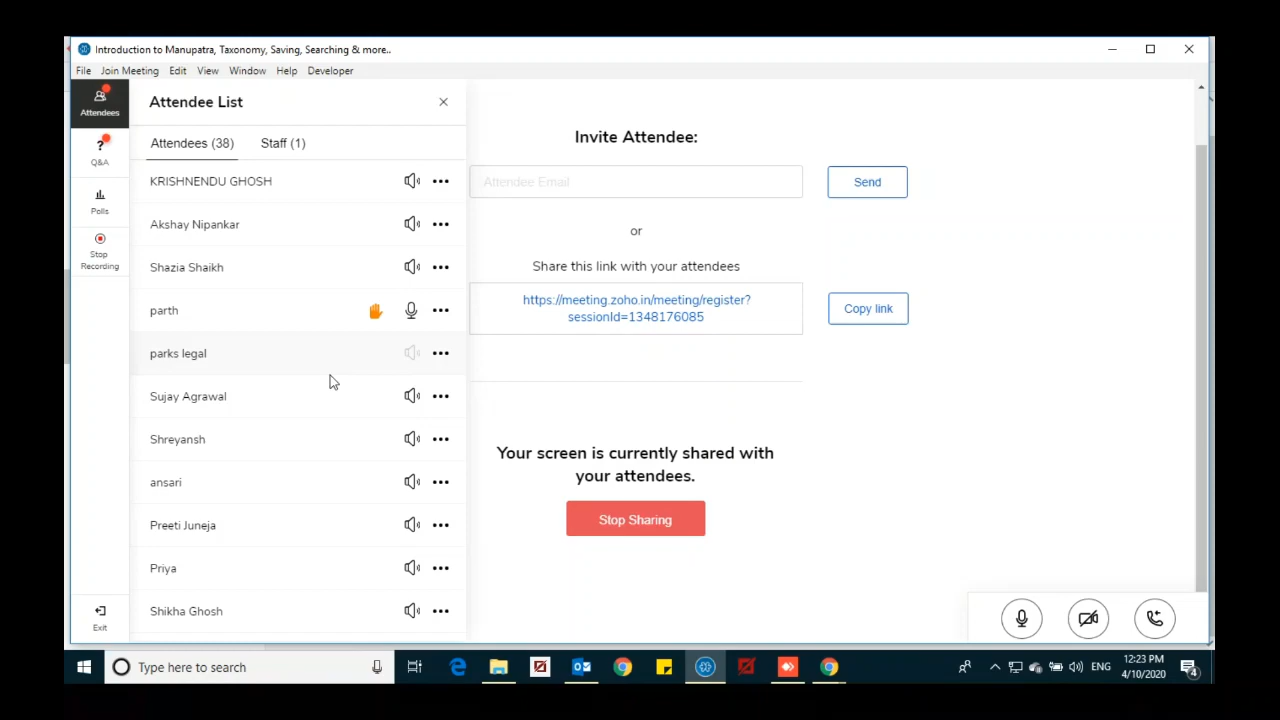 Introduction to Manupatra, Taxonomy, Saving, Searching & more..
File Join Meeting Edit View Window Help Developer
Attendees
Q&A
Polls
Stop
Recording
Exit
Attendee List
Attendees (38) Staff (1)
KRISHNENDU GHOSH
Akshay Nipankar
Shazia Shaikh
parth
parks legal
Sujay Agrawal
Shreyansh
ansari
Preeti Juneja
Priya
Shikha Ghosh
Invite Attendee:
Attendee Email
Send
or
Share this link with your attendees
https://meeting.zoho.in/meeting/register?
sessionId=1348176085
Copy link
Your screen is currently shared with
your attendees.
Stop Sharing
Type here to search
ENG
12:23 PM
4/10/2020
4